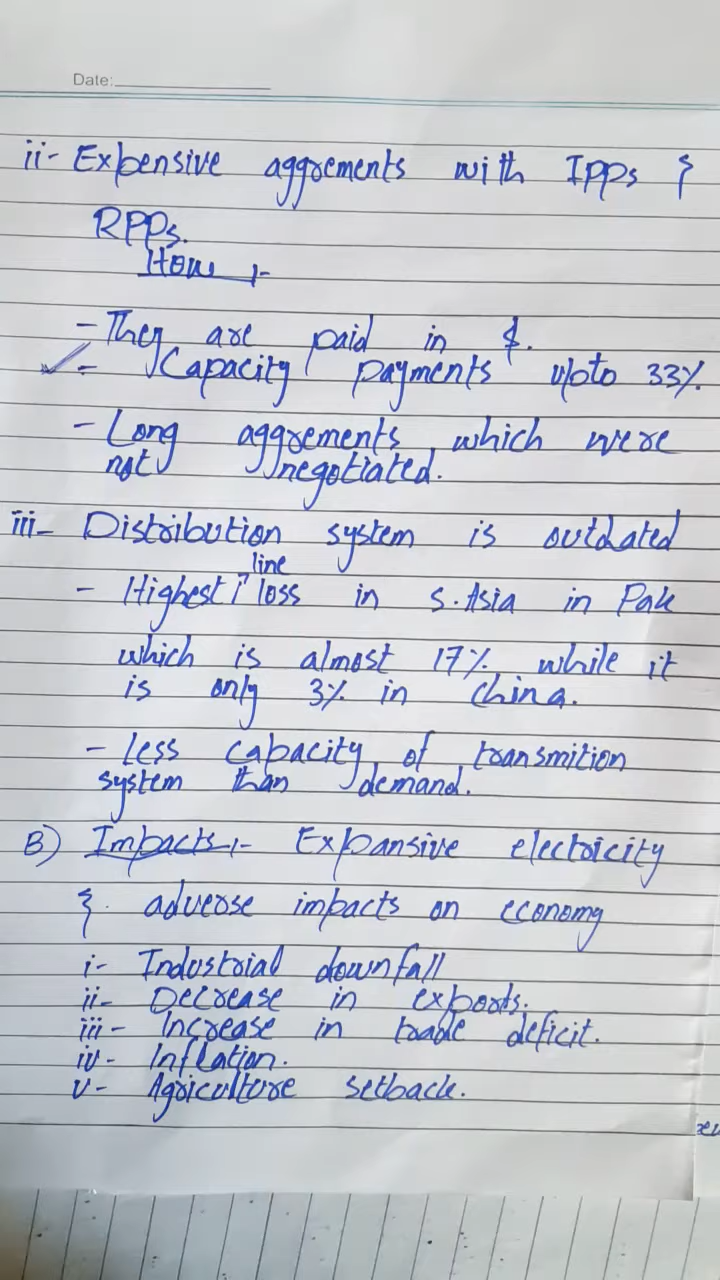 Date:
ii- Expensive aggrements with IPPs &
RPPs.
How :-
- They are paid in $.
- Capacity payments upto 33%.
- Long aggrements which were
not negotiated.
iii- Distribution system is outdated
line
- Highest loss in S.Asia in Pak
which is almost 17% while it
is only 3% in China.
- Less capacity of transmition
system than demand.
B) Impacts:- Expansive electricity
& adverse impacts on economy
i- Industrial downfall
ii- Decrease in exports.
iii- Increase in trade deficit.
iv- Inflation.
v- Agriculture setback.